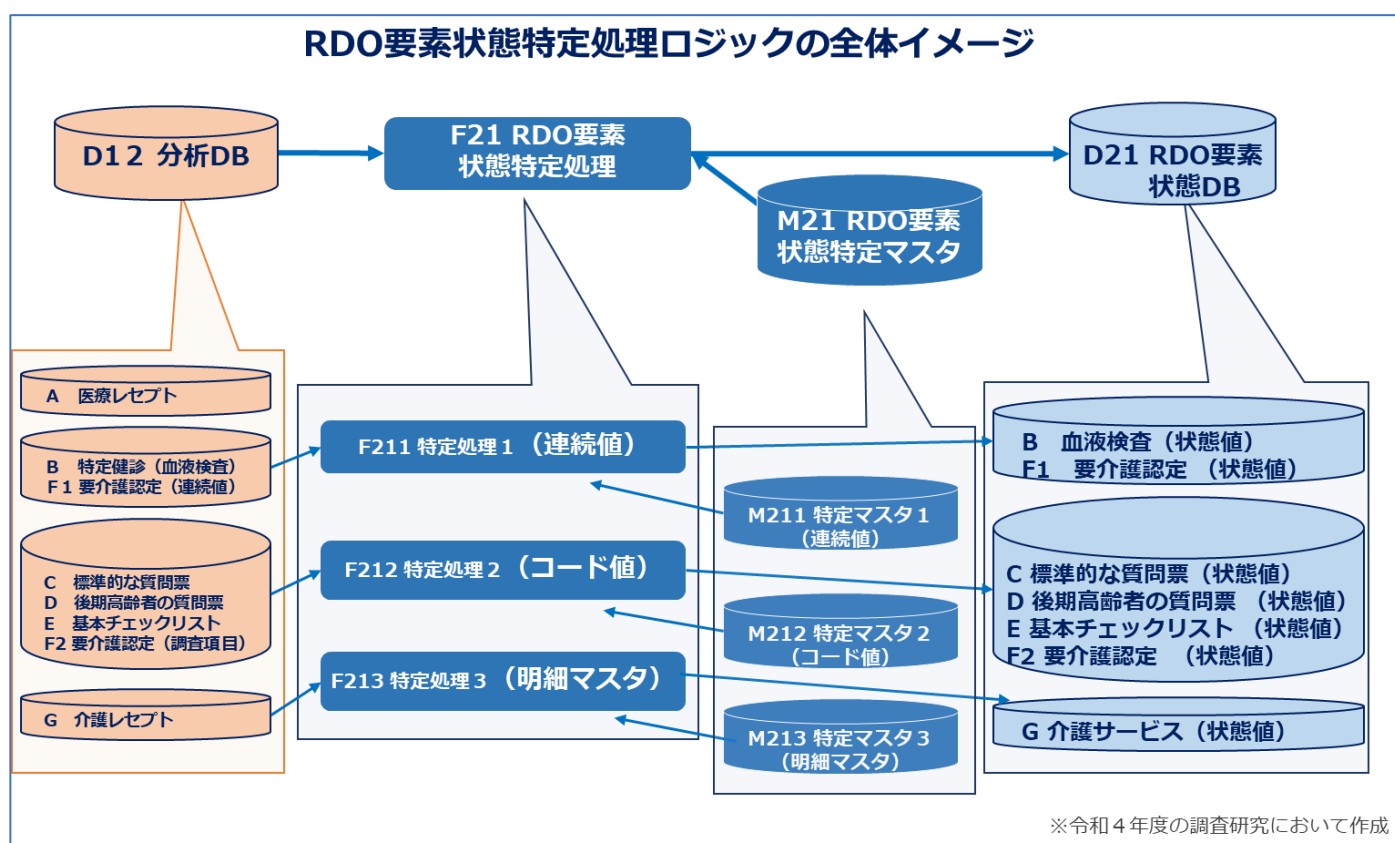 RDO要素状態特定処理ロジックの全体イメージ
D1２ 分析DB
F21 RDO要素
状態特定処理
M21 RDO要素
状態特定マスタ
D21 RDO要素
状態DB
A　医療レセプト
B　特定健診（血液検査）
F１要介護認定（連続値）
C　標準的な質問票
D　後期高齢者の質問票
E　基本チェックリスト
F2 要介護認定（調査項目）
G　介護レセプト
F211 特定処理１（連続値）
F212 特定処理２（コード値）
F213 特定処理３（明細マスタ）
M211 特定マスタ１
（連続値）
M212 特定マスタ２
（コード値）
M213 特定マスタ３
（明細マスタ）
B　血液検査（状態値）
F1　要介護認定 （状態値）
C 標準的な質問票（状態値）
D 後期高齢者の質問票 （状態値）
E 基本チェックリスト （状態値）
F2 要介護認定 （状態値）
G 介護サービス（状態値）
※令和４年度の調査研究において作成